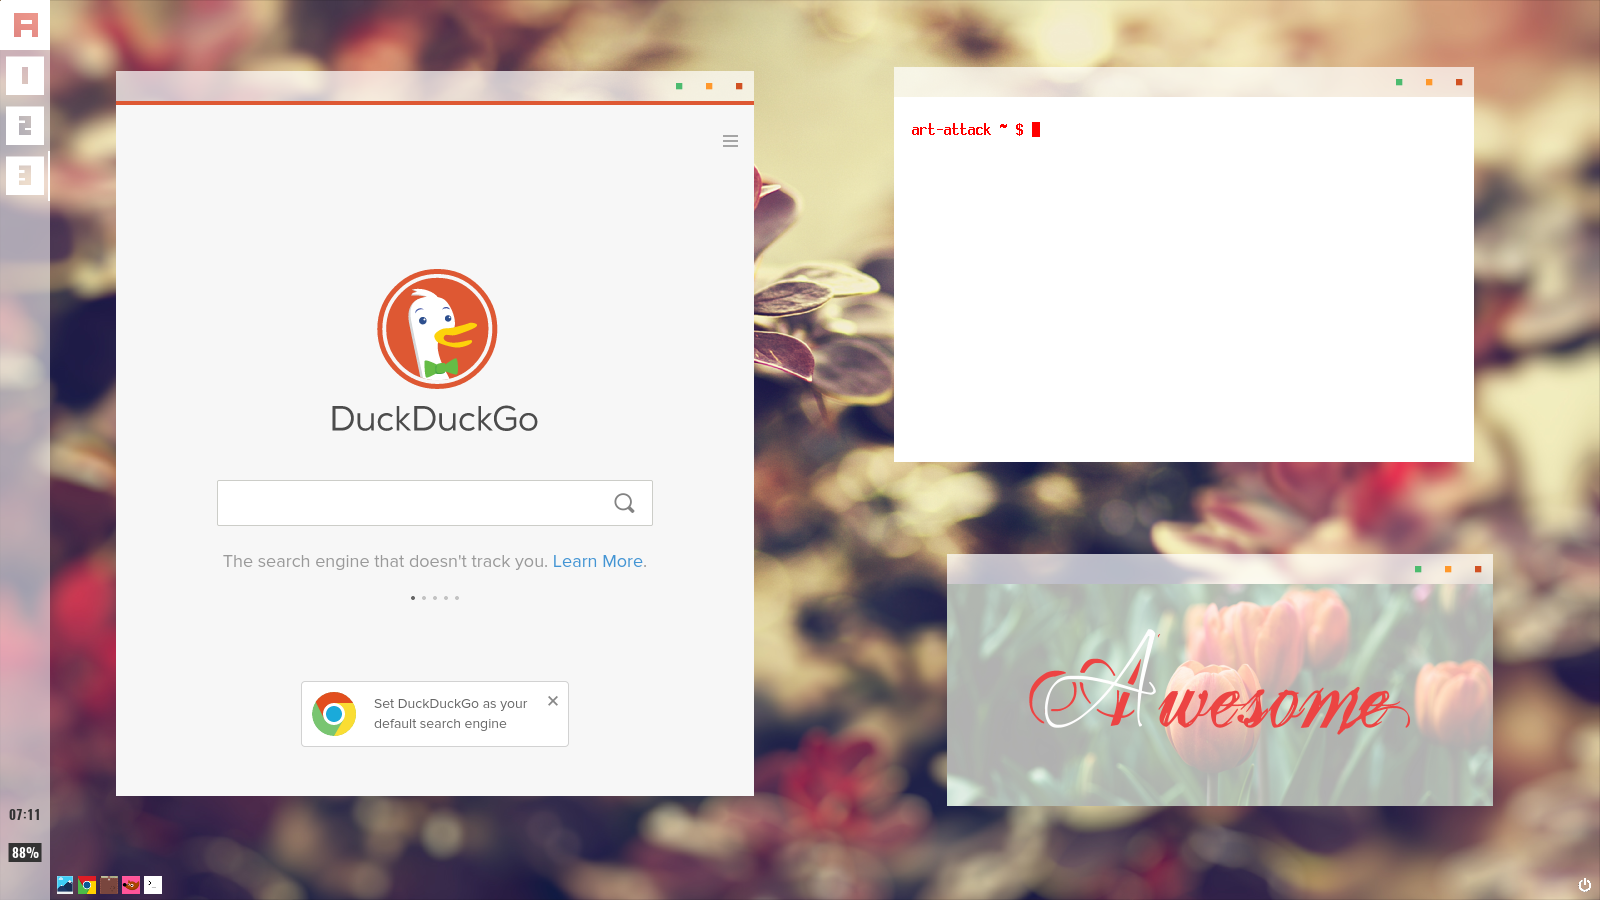 A
1
2
3
DuckDuckGo
The search engine that doesn't track you. Learn More.
Set DuckDuckGo as your
default search engine
art-attack ~ $
Awesome
07:11
88%